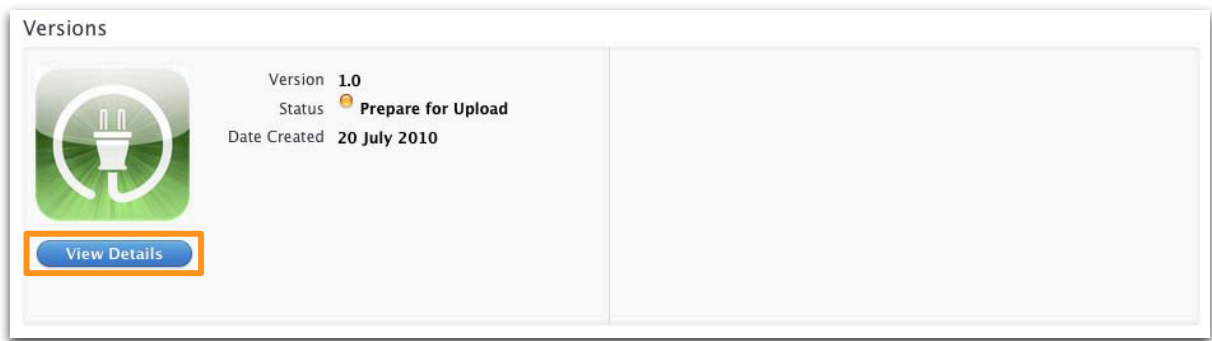 Versions
Version 1.0
Status Prepare for Upload
Date Created 20 July 2010
View Details